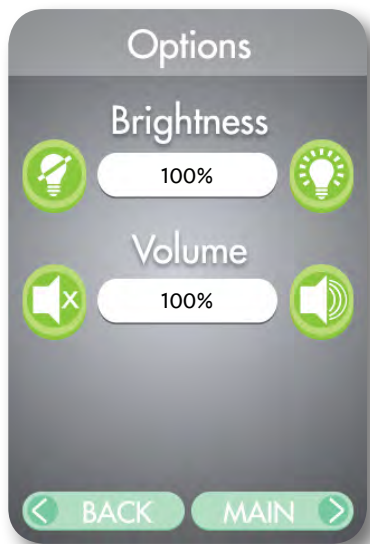 Options
Brightness
100%
Volume
100%
BACK MAIN